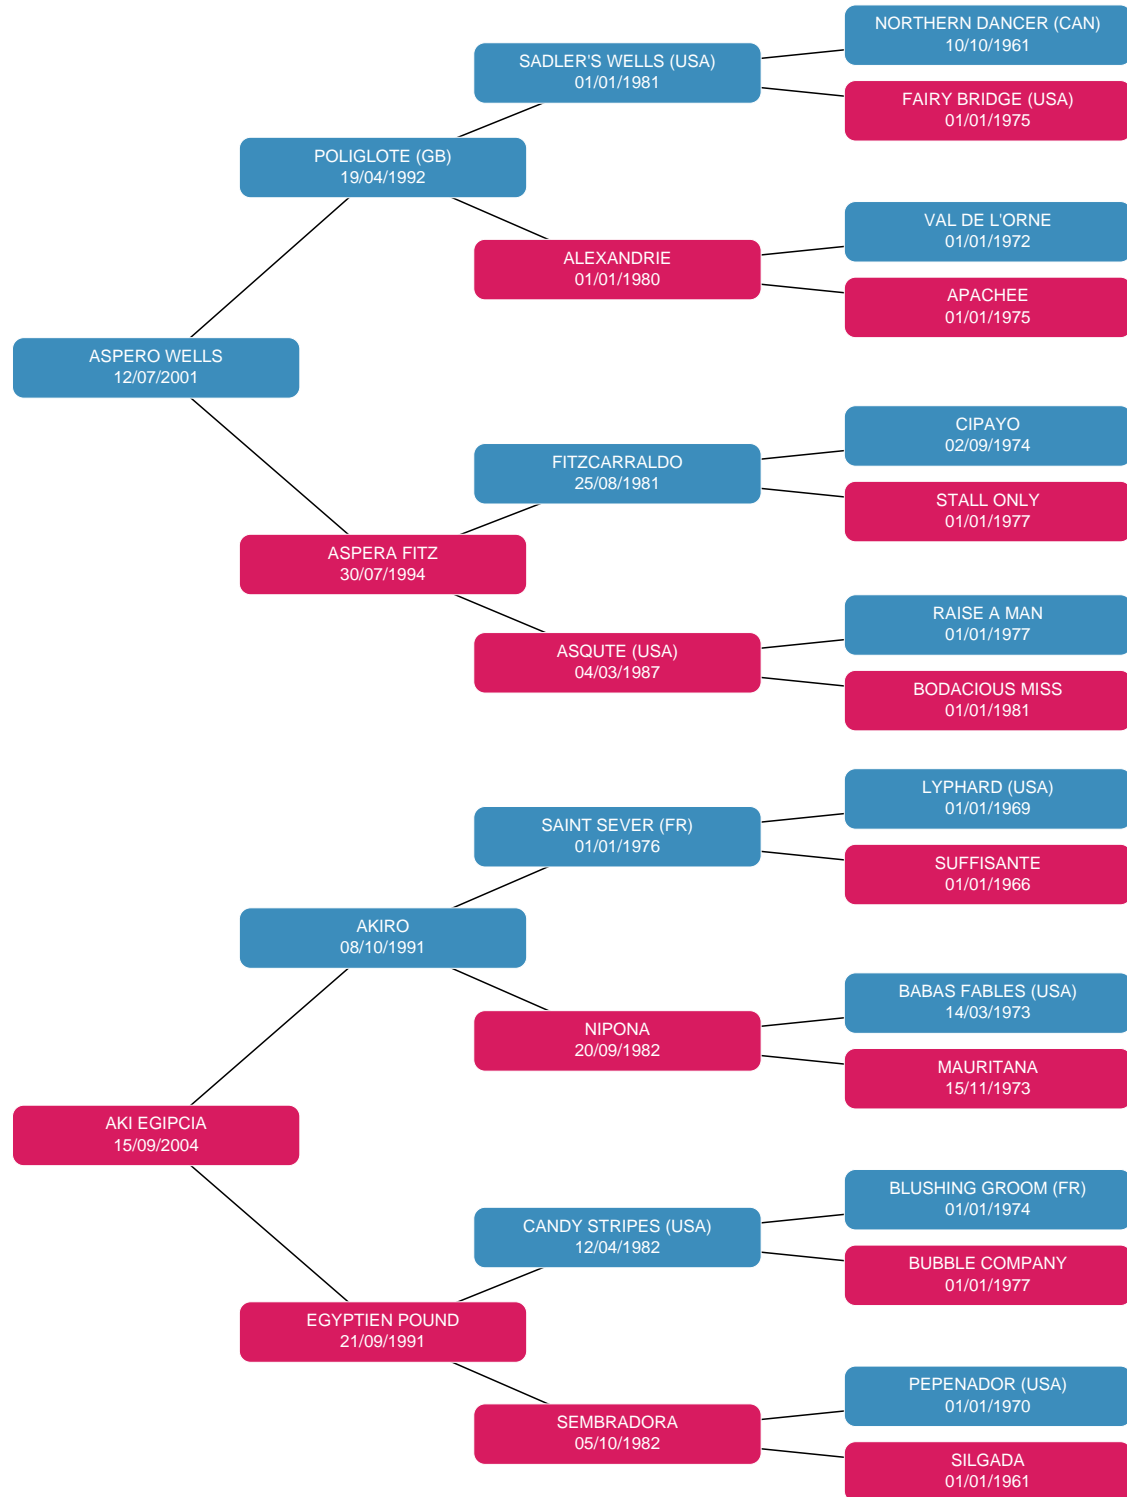 NORTHERN DANCER (CAN)
10/10/1961
SADLER'S WELLS (USA)
01/01/1981
FAIRY BRIDGE (USA)
01/01/1975
POLIGLOTE (GB)
19/04/1992
VAL DE L'ORNE
01/01/1972
ALEXANDRIE
01/01/1980
APACHEE
01/01/1975
ASPERO WELLS
12/07/2001
CIPAYO
02/09/1974
FITZCARRALDO
25/08/1981
STALL ONLY
01/01/1977
ASPERA FITZ
30/07/1994
RAISE A MAN
01/01/1977
ASQUTE (USA)
04/03/1987
BODACIOUS MISS
01/01/1981
LYPHARD (USA)
01/01/1969
SAINT SEVER (FR)
01/01/1976
SUFFISANTE
01/01/1966
AKIRO
08/10/1991
BABAS FABLES (USA)
14/03/1973
NIPONA
20/09/1982
MAURITANA
15/11/1973
AKI EGIPCIA
15/09/2004
BLUSHING GROOM (FR)
01/01/1974
CANDY STRIPES (USA)
12/04/1982
BUBBLE COMPANY
01/01/1977
EGYPTIEN POUND
21/09/1991
PEPENADOR (USA)
01/01/1970
SEMBRADORA
05/10/1982
SILGADA
01/01/1961